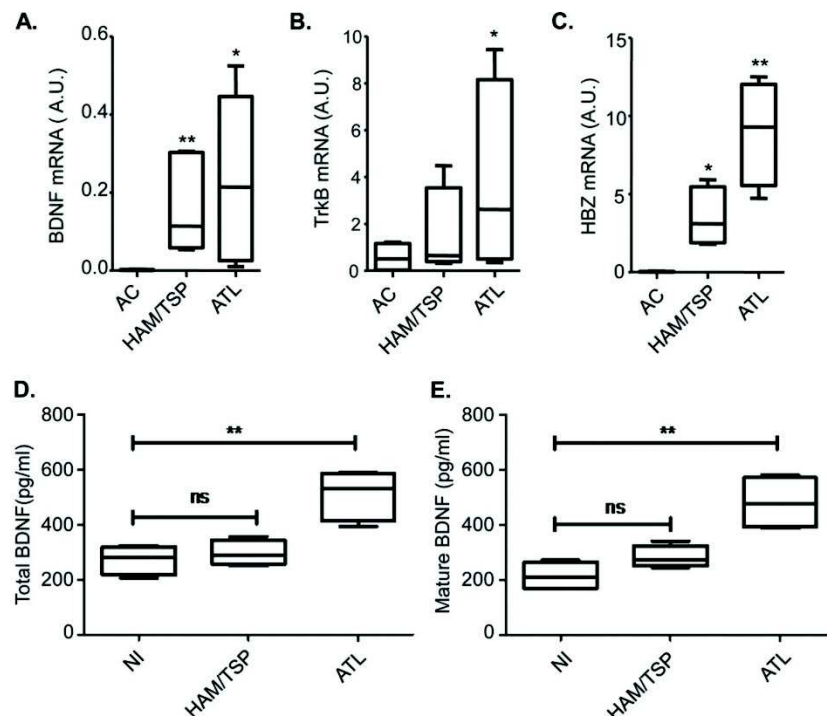 A.
BDNF mRNA ( A.U.)
0.6
0.4
0.2
0.0
**
*
AC
HAM/TSP
ATL
B.
TrkB mRNA (A.U.)
10
8
6
4
2
0
*
AC
HAM/TSP
ATL
C.
HBZ mRNA (A.U.)
15
10
5
0
*
**
AC
HAM/TSP
ATL
D.
Total BDNF(pg/ml)
800
600
400
200
0
**
ns
NI
HAM/TSP
ATL
E.
Mature BDNF (pg/ml)
800
600
400
200
0
**
ns
NI
HAM/TSP
ATL